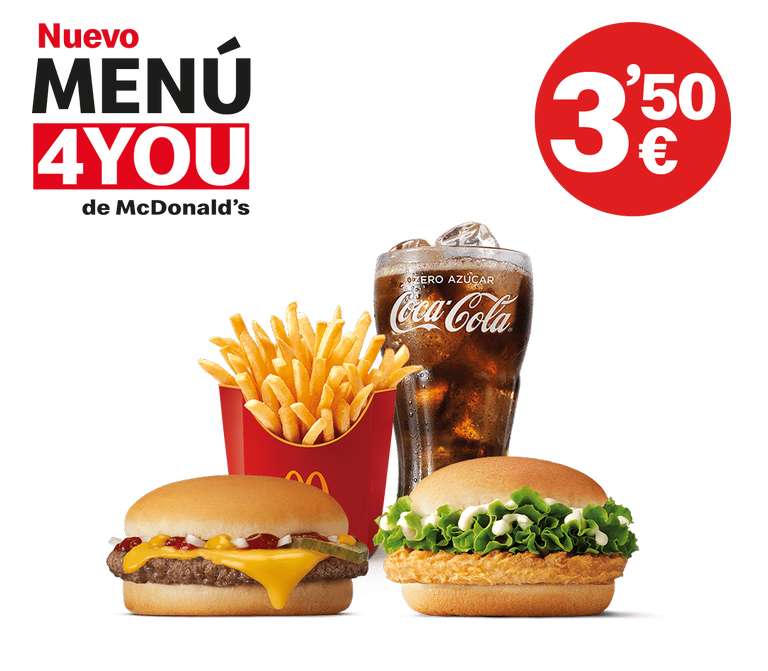 Nuevo
MENÚ
4YOU
de McDonald's
3'50
€
ZERO AZÚCAR
Coca-Cola